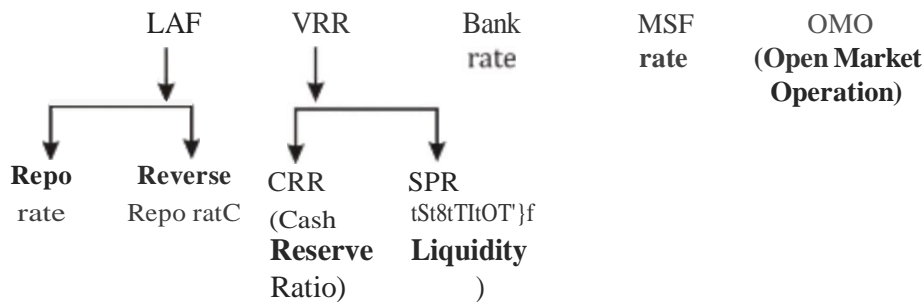 LAF VRR Bank rate MSF rate OMO (Open Market Operation)
Repo rate
Reverse Repo ratC
CRR (Cash Reserve Ratio)
SPR tSt8tTItOT'}f Liquidity )